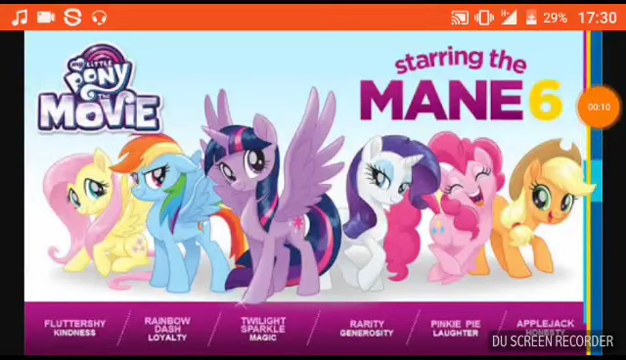 29% 17:30
my LITTLE
PONY
THE
MOVIE
starring the
MANE 6
00:10
FLUTTERSHY
KINDNESS
RAINBOW
DASH
LOYALTY
TWILIGHT
SPARKLE
MAGIC
RARITY
GENEROSITY
PINKIE PIE
LAUGHTER
APPLEJACK
HONESTY
DU SCREEN RECORDER